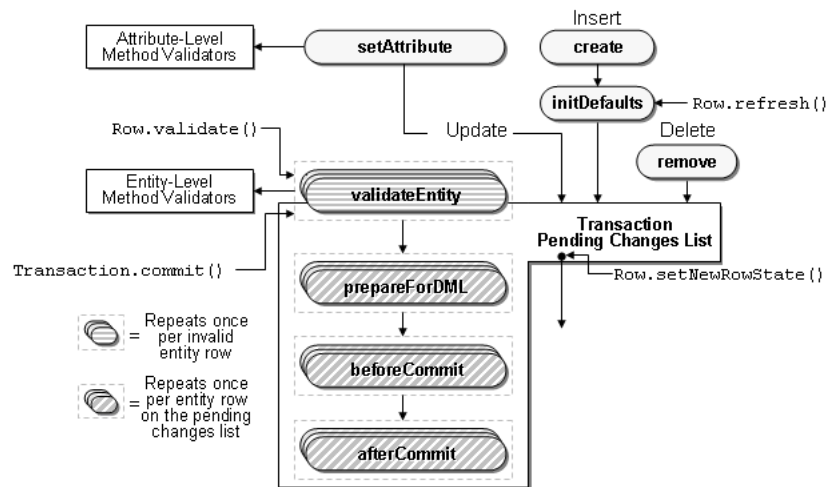 Insert
Attribute-Level
Method Validators
setAttribute
create
initDefaults
Row.refresh()
Row.validate()
Update
Delete
remove
Entity-Level
Method Validators
validateEntity
Transaction
Pending Changes List
Transaction.commit()
Row.setNewRowState()
prepareForDML
= Repeats once
per invalid
entity row
beforeCommit
= Repeats once
per entity row
on the pending
changes list
afterCommit